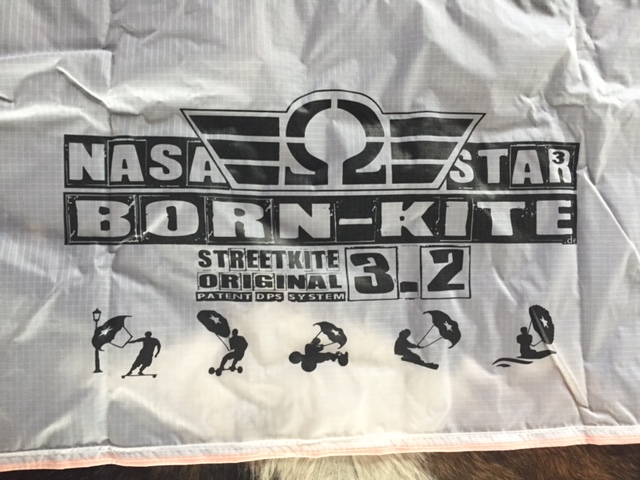 NASA Ω STAR3
BORN-KITE.de
STREETKITE
ORIGINAL
PATENT DPS SYSTEM
3.2